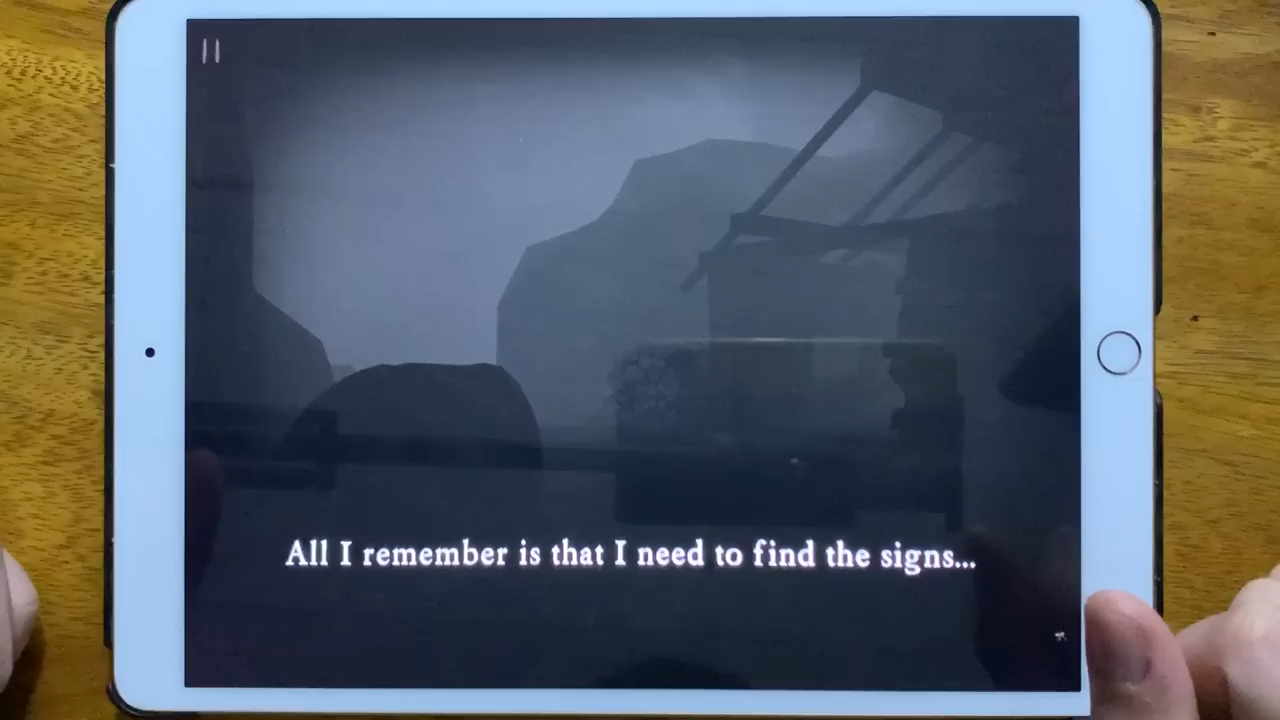 All I remember is that I need to find the signs...